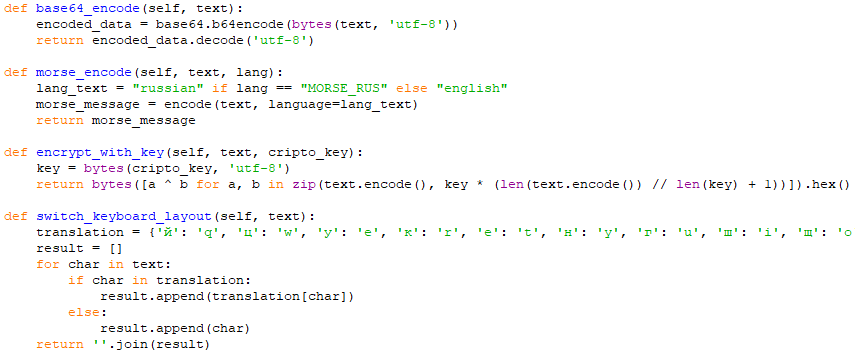 def base64_encode(self, text):
    encoded_data = base64.b64encode(bytes(text, 'utf-8'))
    return encoded_data.decode('utf-8')

def morse_encode(self, text, lang):
    lang_text = "russian" if lang == "MORSE_RUS" else "english"
    morse_message = encode(text, language=lang_text)
    return morse_message

def encrypt_with_key(self, text, cripto_key):
    key = bytes(cripto_key, 'utf-8')
    return bytes([a ^ b for a, b in zip(text.encode(), key * (len(text.encode()) // len(key) + 1))]).hex()

def switch_keyboard_layout(self, text):
    translation = {'й': 'q', 'ц': 'w', 'у': 'e', 'к': 'r', 'е': 't', 'н': 'y', 'г': 'u', 'ш': 'i', 'щ': 'o
    result = []
    for char in text:
        if char in translation:
            result.append(translation[char])
        else:
            result.append(char)
    return ''.join(result)